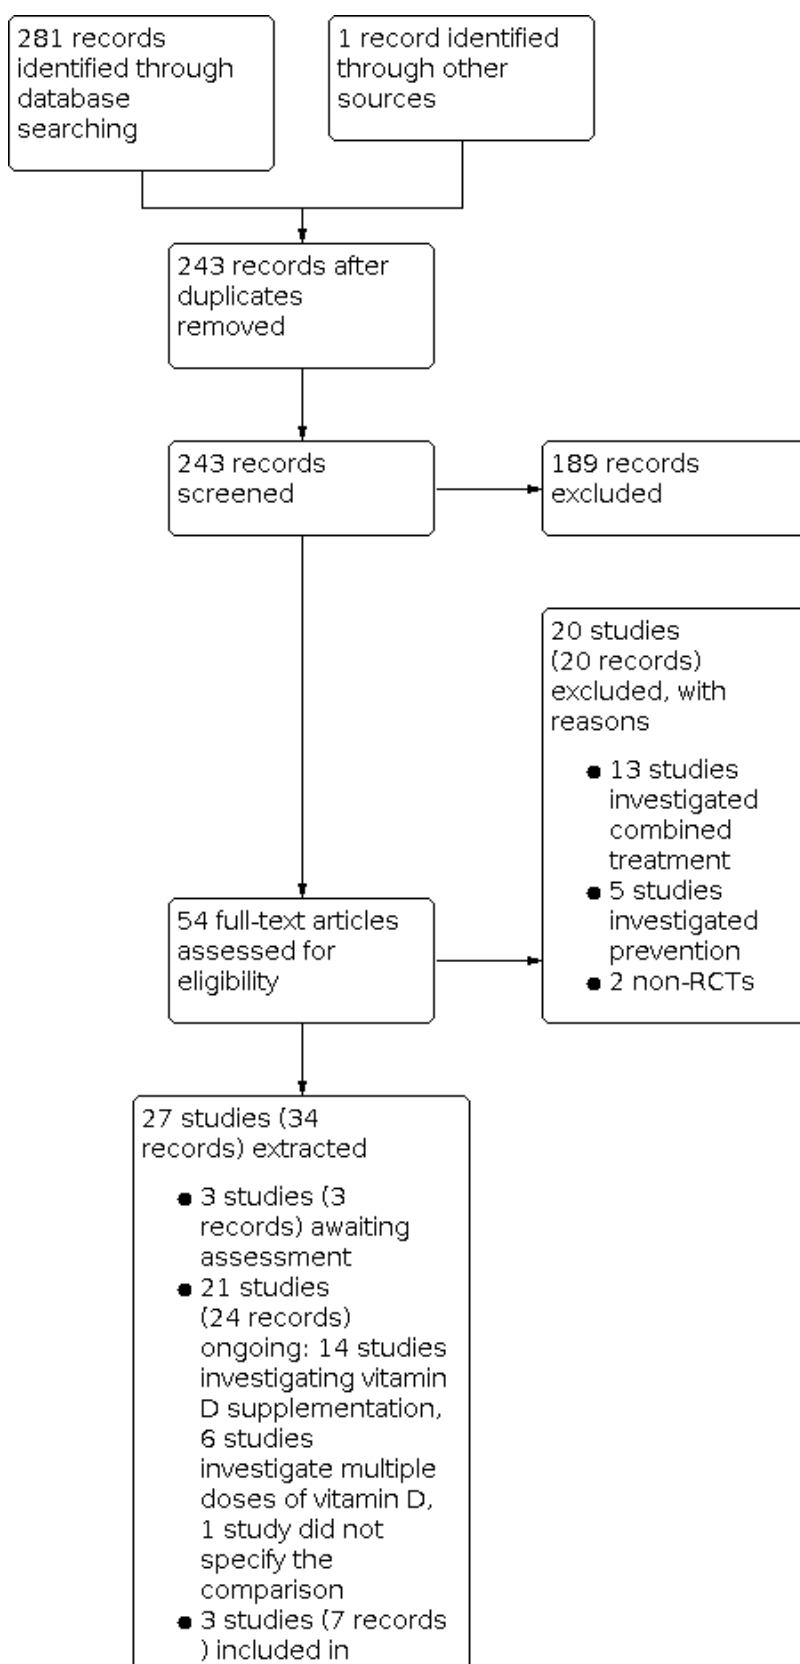 281 records
identified through
database
searching
1 record identified
through other
sources
243 records after
duplicates
removed
243 records
screened
189 records
excluded
20 studies
(20 records)
excluded, with
reasons
● 13 studies
investigated
combined
treatment
● 5 studies
investigated
prevention
● 2 non-RCTs
54 full-text articles
assessed for
eligibility
27 studies (34
records) extracted
● 3 studies (3
records) awaiting
assessment
● 21 studies
(24 records)
ongoing: 14 studies
investigating vitamin
D supplementation,
6 studies
investigate multiple
doses of vitamin D,
1 study did not
specify the
comparison
● 3 studies (7 records
) included in